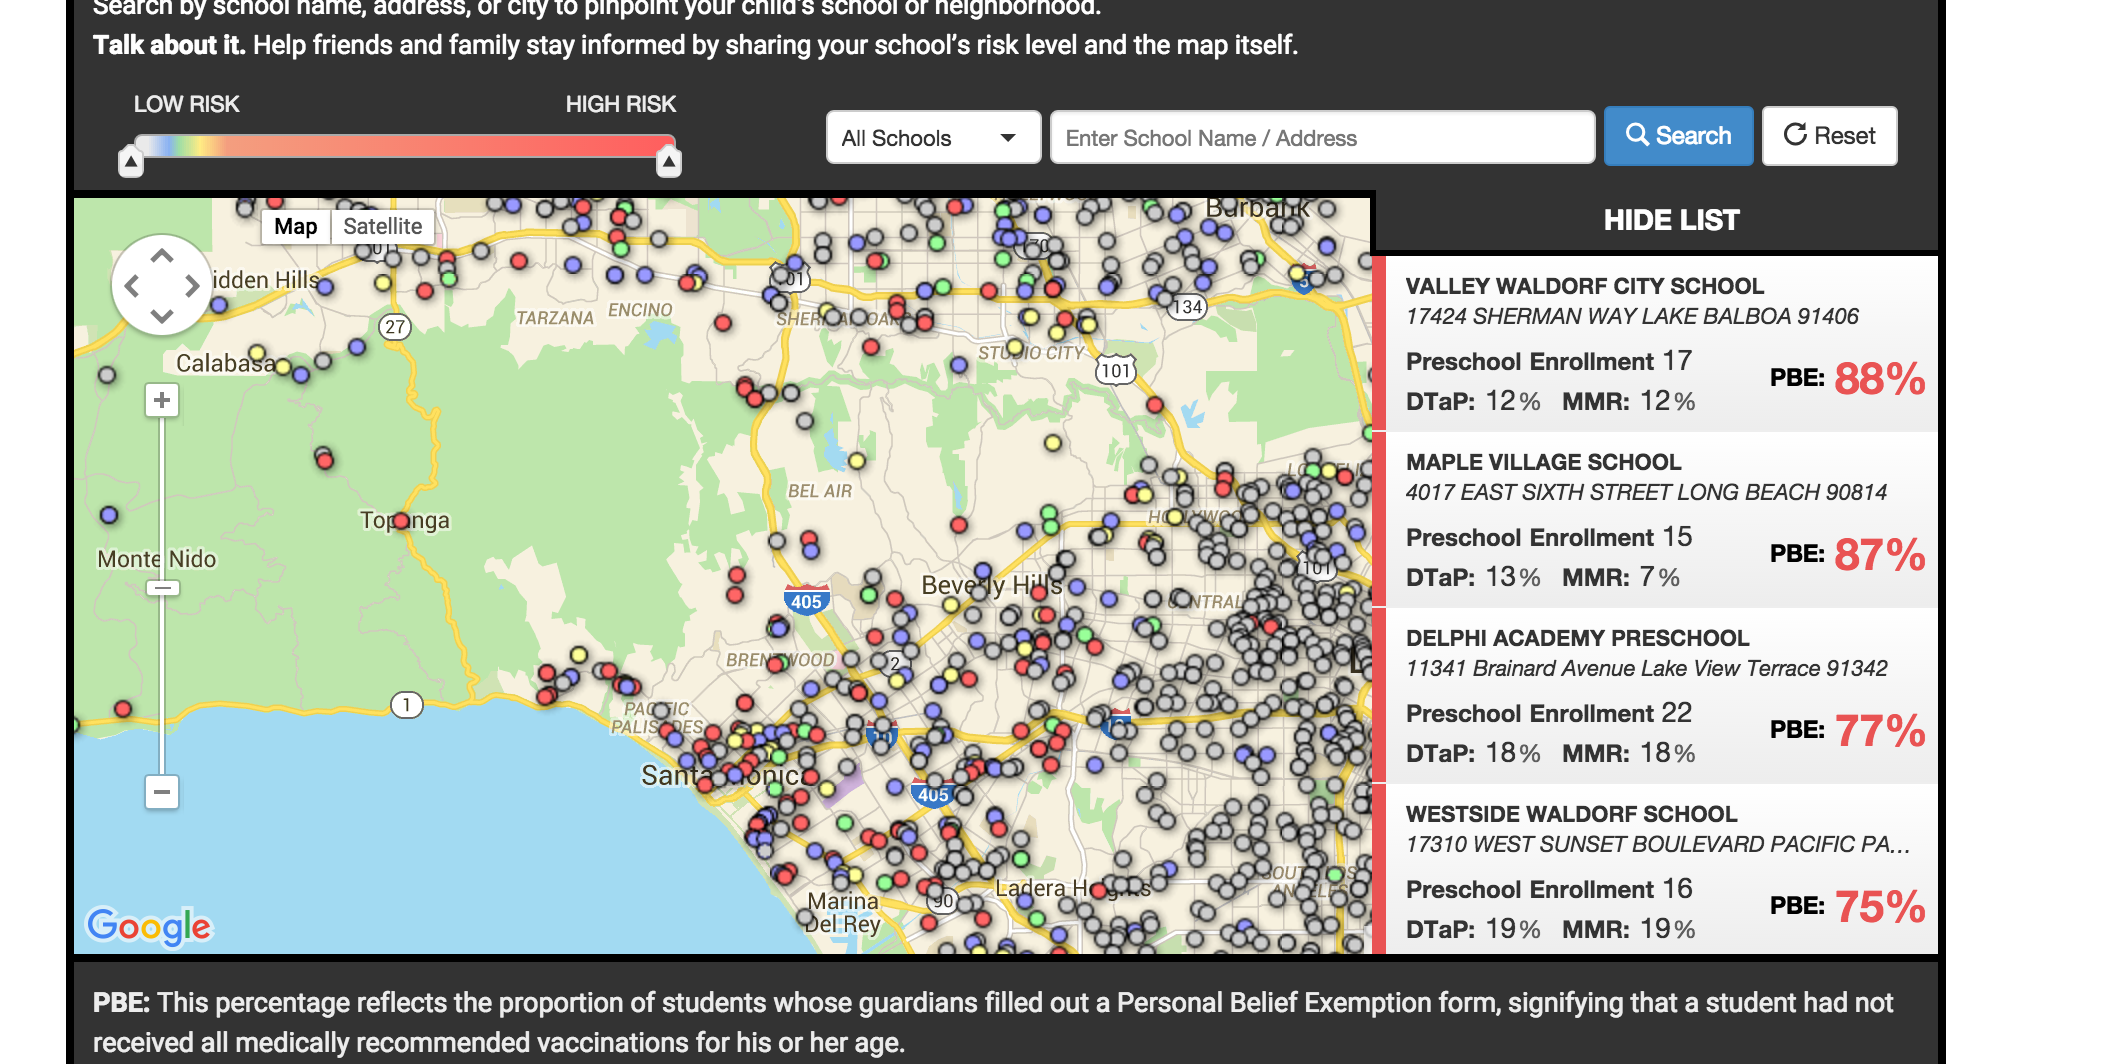 Search by school name, address, or city to pinpoint your child's school or neighborhood.
Talk about it. Help friends and family stay informed by sharing your school's risk level and the map itself.
LOW RISK
HIGH RISK
All Schools
Enter School Name / Address
Search
Reset
Map
Satellite
HIDE LIST
Burbank
idden Hills
Calabasa
27
TARZANA
ENCINO
STUDIO CITY
134
101
BEL AIR
Topanga
Monte Nido
405
Beverly Hills
101
BRENTWOOD
2
1
PACIFIC
PALISADES
Santa Monica
405
Marina
Del Rey
90
Ladera Heights
Google
VALLEY WALDORF CITY SCHOOL
17424 SHERMAN WAY LAKE BALBOA 91406
Preschool Enrollment 17
DTaP: 12% MMR: 12%
PBE: 88%
MAPLE VILLAGE SCHOOL
4017 EAST SIXTH STREET LONG BEACH 90814
Preschool Enrollment 15
DTaP: 13% MMR: 7%
PBE: 87%
DELPHI ACADEMY PRESCHOOL
11341 Brainard Avenue Lake View Terrace 91342
Preschool Enrollment 22
DTaP: 18% MMR: 18%
PBE: 77%
WESTSIDE WALDORF SCHOOL
17310 WEST SUNSET BOULEVARD PACIFIC PA...
Preschool Enrollment 16
DTaP: 19% MMR: 19%
PBE: 75%
PBE: This percentage reflects the proportion of students whose guardians filled out a Personal Belief Exemption form, signifying that a student had not
received all medically recommended vaccinations for his or her age.